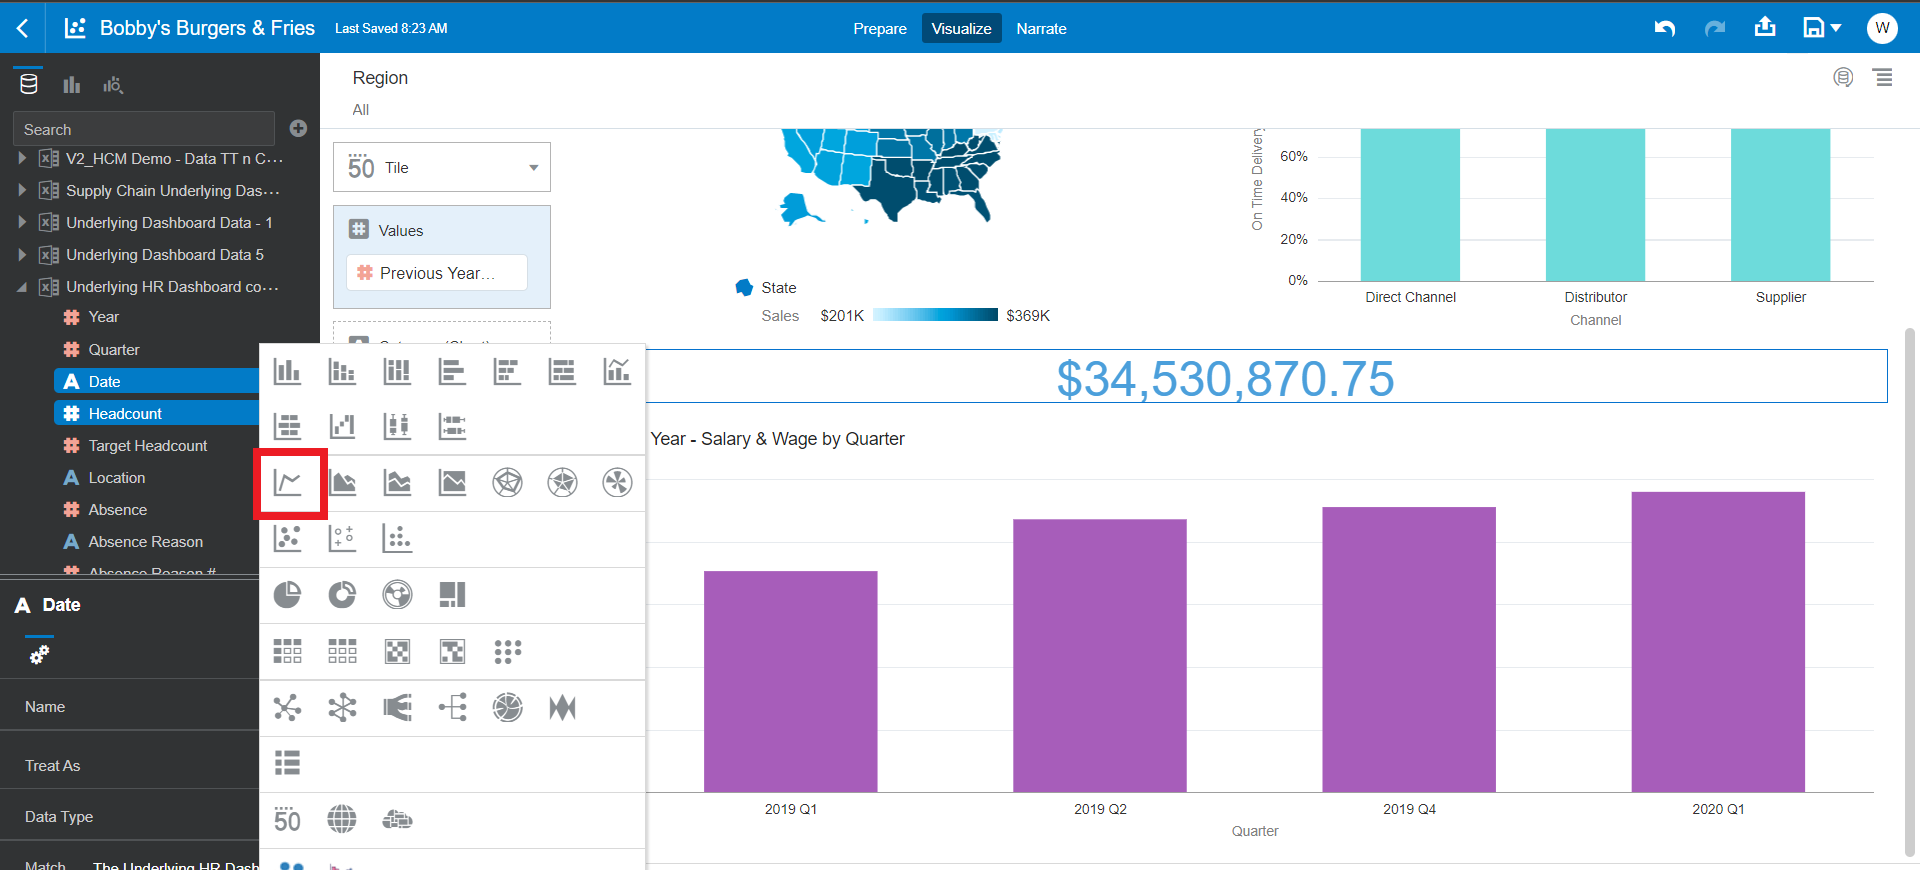 Bobby's Burgers & Fries
Last Saved 8:23 AM
Prepare
Visualize
Narrate
W
Search
V2_HCM Demo - Data TT n C···
Supply Chain Underlying Das···
Underlying Dashboard Data - 1
Underlying Dashboard Data 5
Underlying HR Dashboard co···
Year
Quarter
A Date
Headcount
Target Headcount
A Location
Absence
A Absence Reason
Absence Reason #
A Date
Name
Treat As
Data Type
Match The Underlying HR Dash
Region
All
50 Tile
Values
Previous Year...
50
State
Sales $201K $369K
On Time Delivery
60%
40%
20%
0%
Direct Channel
Distributor
Supplier
Channel
$34,530,870.75
Year - Salary & Wage by Quarter
2019 Q1
2019 Q2
2019 Q4
2020 Q1
Quarter